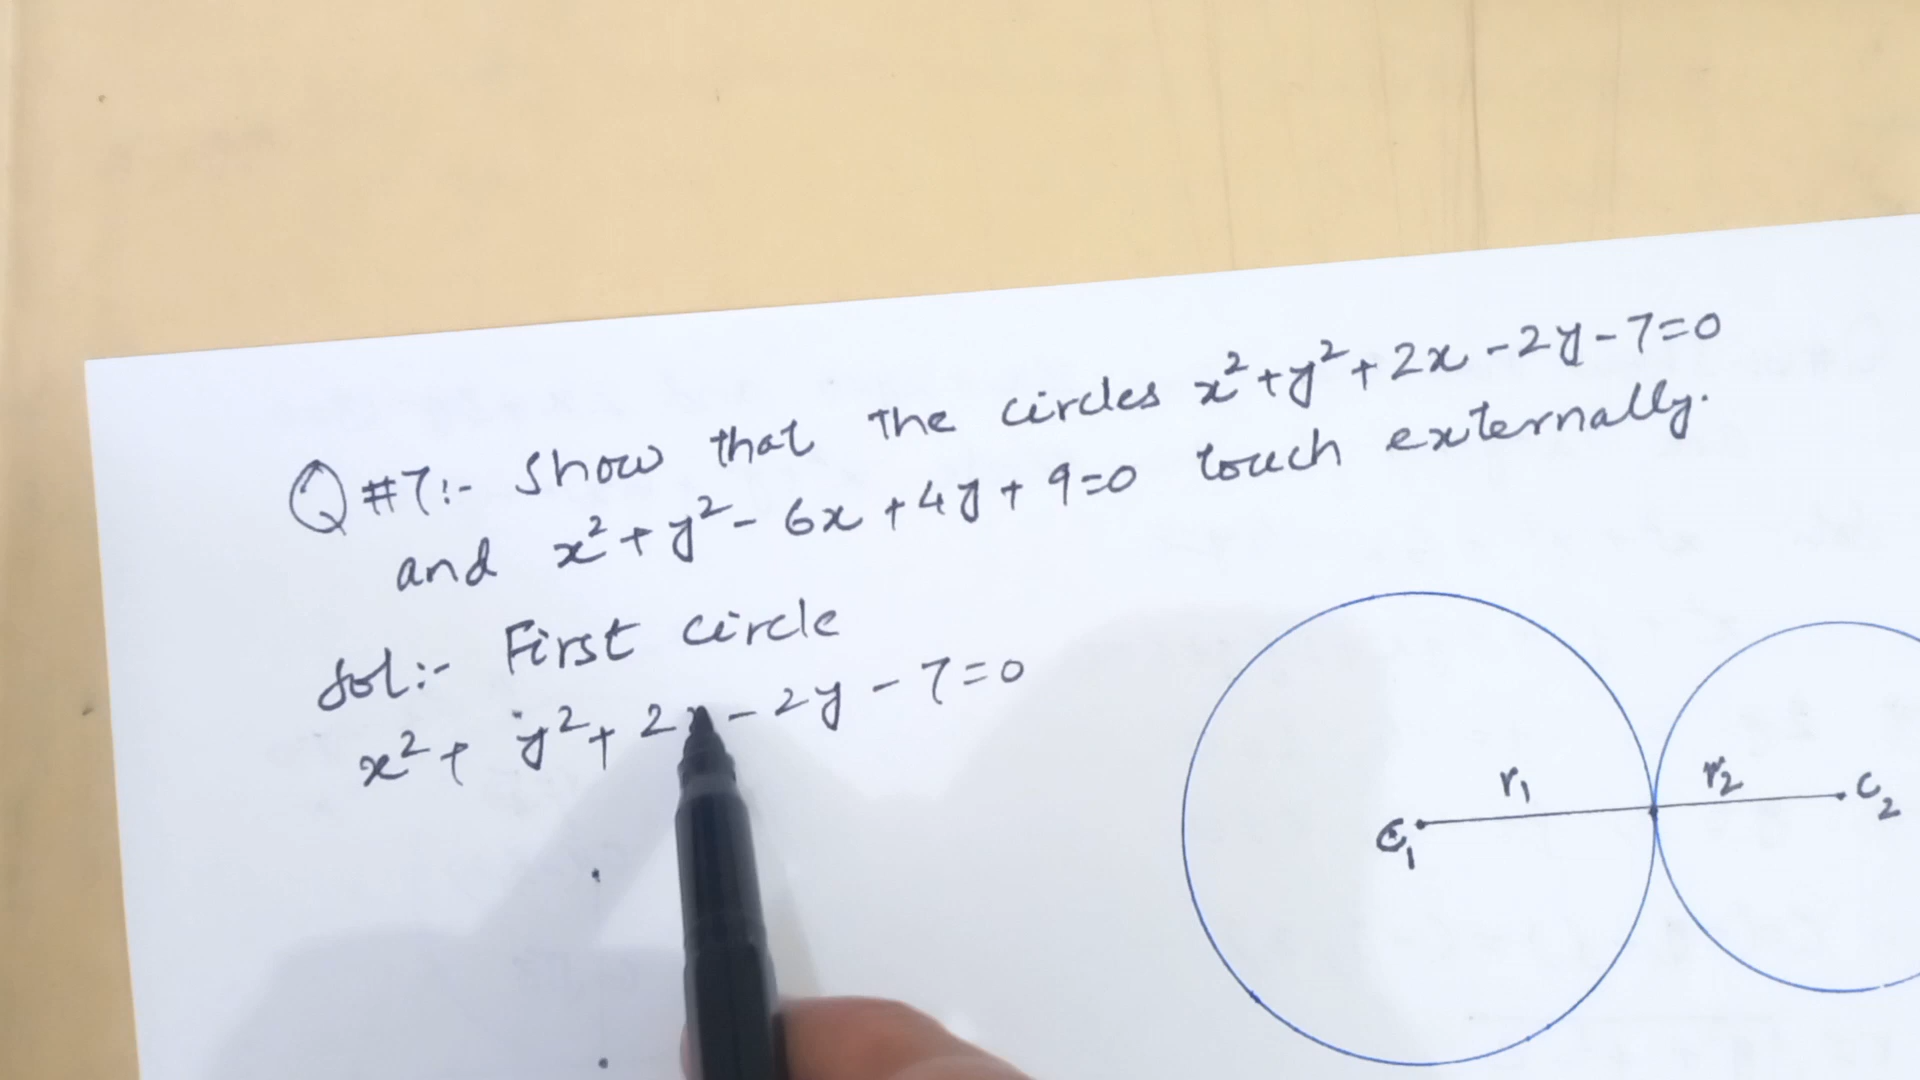 Q#7:- Show that the circles x²+y²+2x-2y-7=0
and x²+y²-6x+4y+9=0 touch externally.
Sol:- First circle
x²+ y²+ 2x-2y-7=0
r₁ r₂
C₁ C₂